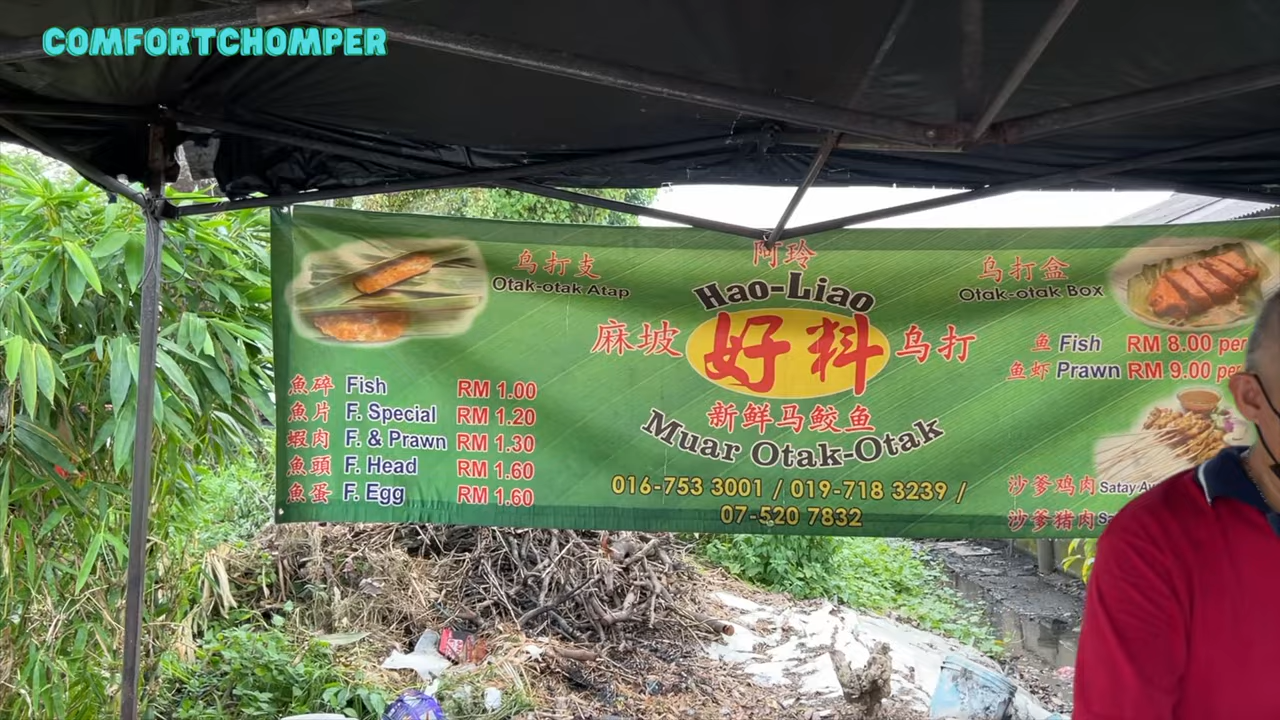 COMFORTCHOMPER
阿玲
Hao-Liao
麻坡 好料 乌打
新鲜马鲛鱼
Muar Otak-Otak
016-753 3001 / 019-718 3239 /
07-520 7832
乌打支
Otak-otak Atap
魚碎 Fish RM 1.00
魚片 F. Special RM 1.20
蝦肉 F. & Prawn RM 1.30
魚頭 F. Head RM 1.60
魚蛋 F. Egg RM 1.60
乌打盒
Otak-otak Box
鱼 Fish RM 8.00 per
鱼虾 Prawn RM 9.00 per
沙爹鸡肉 Satay
沙爹猪肉